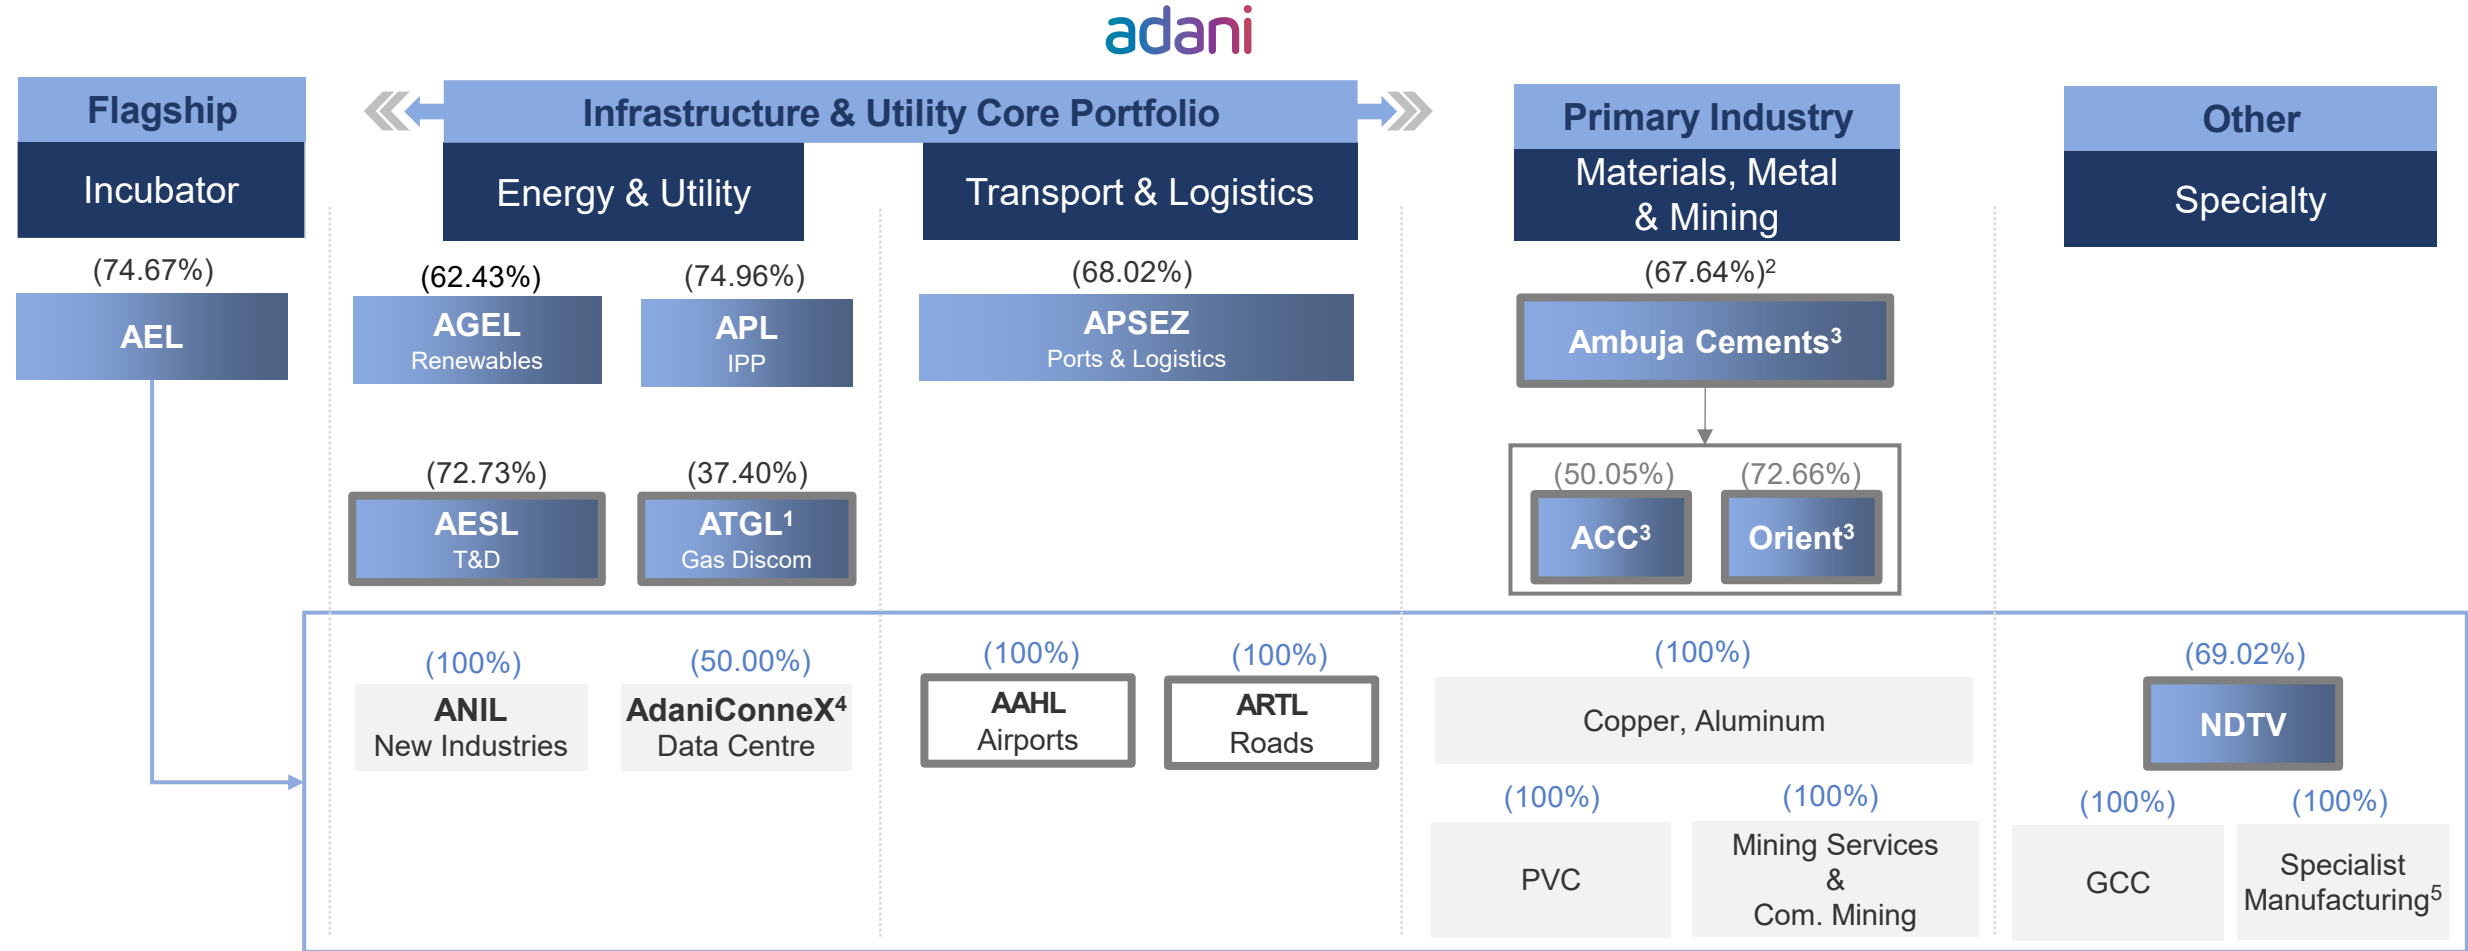 adani
Flagship
Incubator
(74.67%)
AEL
Infrastructure & Utility Core Portfolio
Energy & Utility
(62.43%)
AGEL
Renewables
(74.96%)
APL
IPP
(72.73%)
AESL
T&D
(37.40%)
ATGL1
Gas Discom
Transport & Logistics
(68.02%)
APSEZ
Ports & Logistics
Primary Industry
Materials, Metal
& Mining
(67.64%)2
Ambuja Cements3
(50.05%)
ACC3
(72.66%)
Orient3
Other
Specialty
(100%)
ANIL
New Industries
(50.00%)
AdaniConneX4
Data Centre
(100%)
AAHL
Airports
(100%)
ARTL
Roads
(100%)
Copper, Aluminum
(100%)
PVC
(100%)
Mining Services
&
Com. Mining
(69.02%)
NDTV
(100%)
GCC
(100%)
Specialist
Manufacturing5